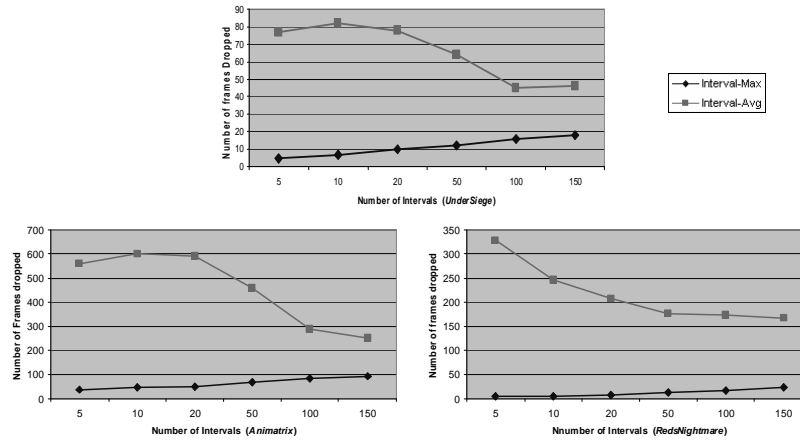 90
80
70
60
50
40
30
20
10
0
Number of frames Dropped
5 10 20 50 100 150
Number of Intervals (UnderSiege)
Interval-Max
Interval-Avg
700
600
500
400
300
200
100
0
Number of Frames dropped
5 10 20 50 100 150
Number of Intervals (Animatrix)
350
300
250
200
150
100
50
0
Number of frames dropped
5 10 20 50 100 150
Nnumber of Intervals (RedsNightmare)